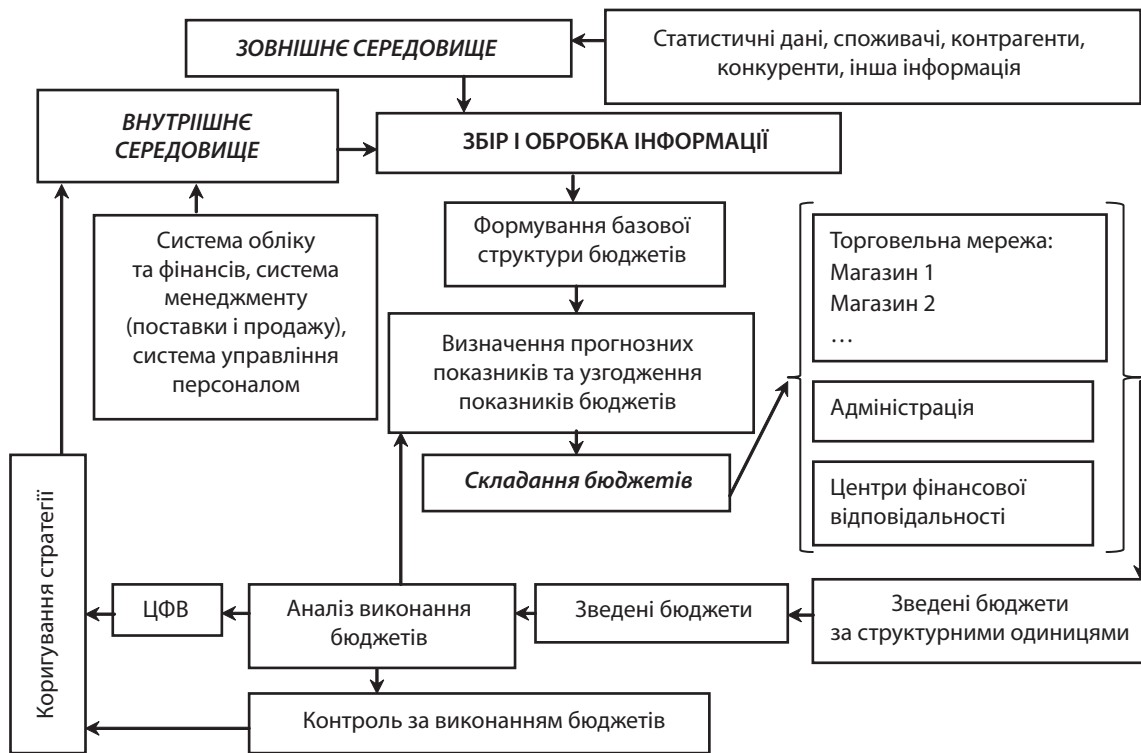 ЗОВНІШНЄ СЕРЕДОВИЩЕ
Статистичні дані, споживачі, контрагенти,
конкуренти, інша інформація
ВНУТРІІШНЄ
СЕРЕДОВИЩЕ
ЗБІР І ОБРОБКА ІНФОРМАЦІЇ
Система обліку
та фінансів, система
менеджменту
(поставки і продажу),
система управління
персоналом
Формування базової
структури бюджетів
Визначення прогнозних
показників та узгодження
показників бюджетів
Складання бюджетів
Торговельна мережа:
Магазин 1
Магазин 2
…
Адміністрація
Центри фінансової
відповідальності
Коригування стратегії
ЦФВ
Аналіз виконання
бюджетів
Зведені бюджети
Зведені бюджети
за структурними одиницями
Контроль за виконанням бюджетів